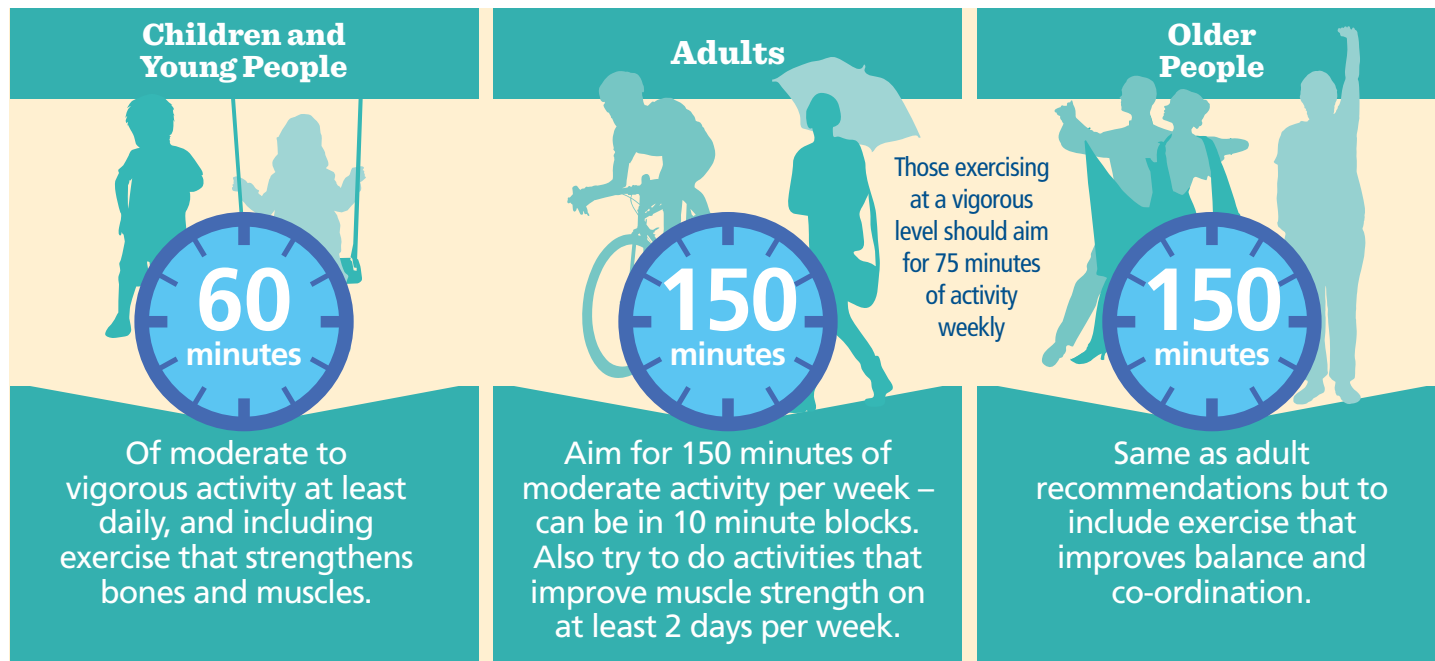 Children and
Young People
60
minutes
Of moderate to
vigorous activity at least
daily, and including
exercise that strengthens
bones and muscles.
Adults
Those exercising
at a vigorous
level should aim
for 75 minutes
of activity
weekly
150
minutes
Aim for 150 minutes of
moderate activity per week –
can be in 10 minute blocks.
Also try to do activities that
improve muscle strength on
at least 2 days per week.
Older
People
150
minutes
Same as adult
recommendations but to
include exercise that
improves balance and
co-ordination.